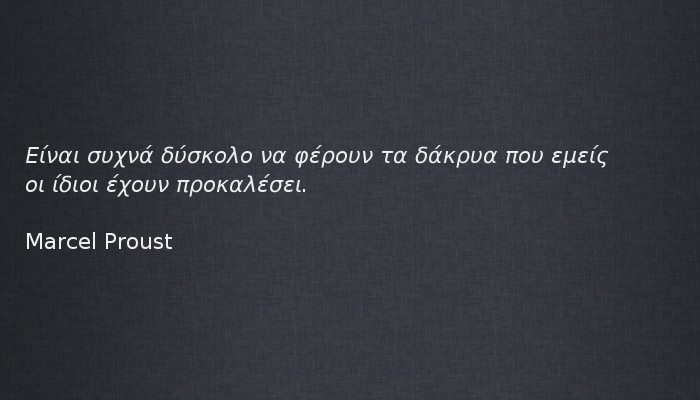 Είναι συχνά δύσκολο να φέρουν τα δάκρυα που εμείς
οι ίδιοι έχουν προκαλέσει.
Marcel Proust